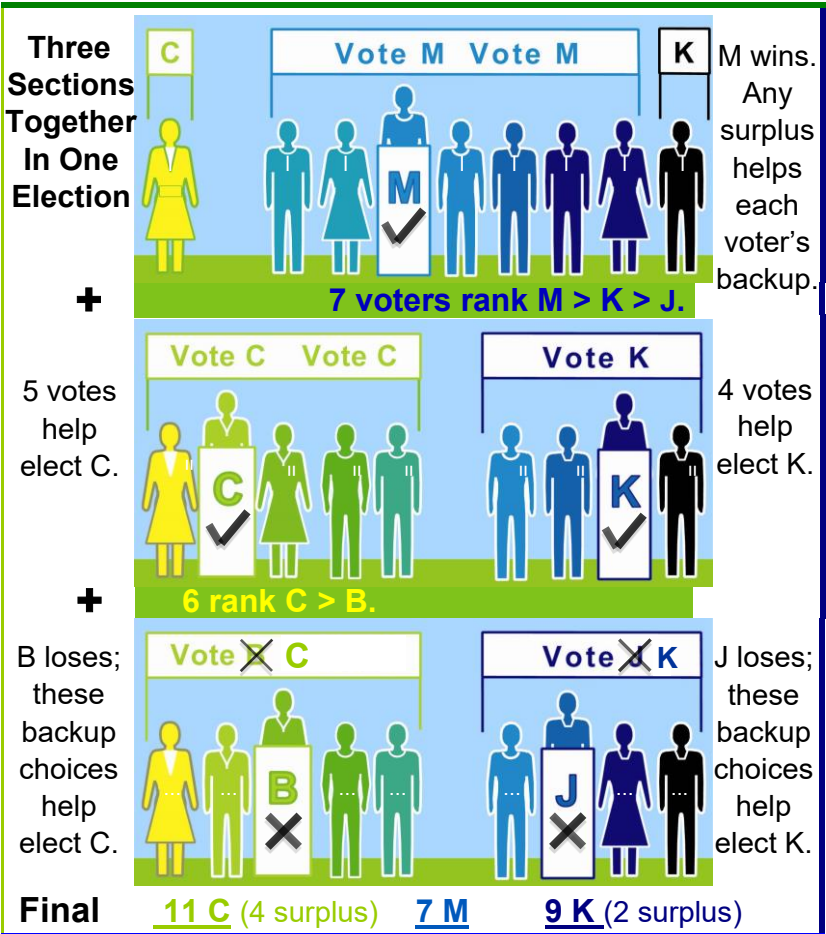 Three
Sections
Together
In One
Election
C
Vote M Vote M
K
M
M wins.
Any
surplus
helps
each
voter's
backup.
+
7 voters rank M > K > J.
5 votes
help
elect C.
Vote C Vote C
Vote K
C
K
4 votes
help
elect K.
+
6 rank C > B.
B loses;
these
backup
choices
help
elect C.
Vote B C
Vote J K
B
J
J loses;
these
backup
choices
help
elect K.
Final 11 C (4 surplus) 7 M 9 K (2 surplus)